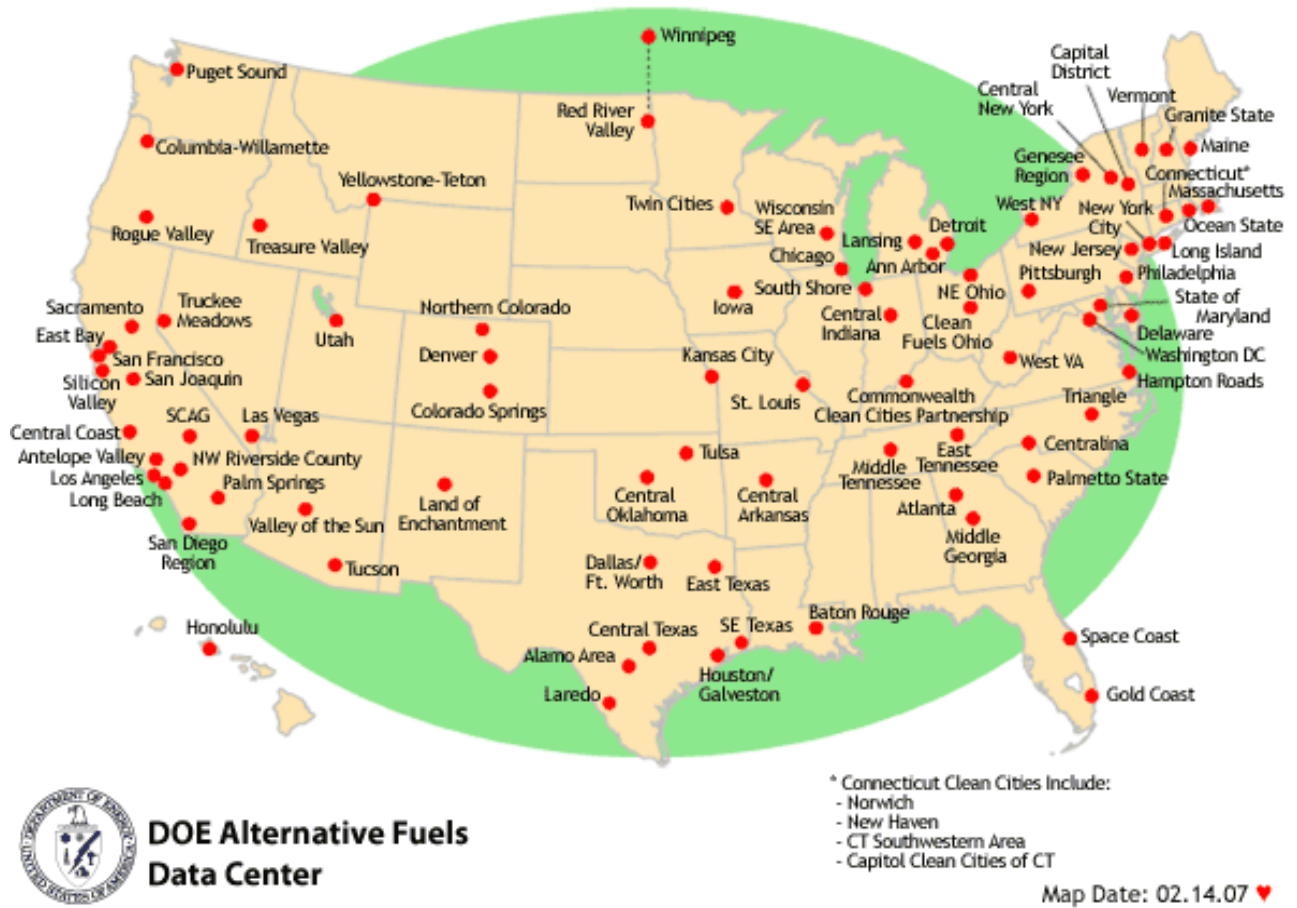 Winnipeg
Puget Sound
Capital
District
Central
New York
Vermont
Red River
Valley
Granite State
Columbia-Willamette
Maine
Genesee
Region
Connecticut*
Yellowstone-Teton
Massachusetts
Twin Cities
Wisconsin
SE Area
West NY
New York
City
Rogue Valley
Treasure Valley
Detroit
Ocean State
Lansing
New Jersey
Long Island
Chicago
Ann Arbor
Pittsburgh
Philadelphia
South Shore
NE Ohio
Iowa
State of
Maryland
Sacramento
Truckee
Meadows
Northern Colorado
Central
Indiana
Clean
Fuels Ohio
Delaware
East Bay
Utah
San Francisco
Denver
Kansas City
West VA
Washington DC
Silicon
Valley
San Joaquin
Hampton Roads
Colorado Springs
St. Louis
Commonwealth
Clean Cities Partnership
Triangle
SCAG
Las Vegas
Central Coast
Antelope Valley
NW Riverside County
Tulsa
Middle
Tennessee
East
Tennessee
Centralina
Los Angeles
Palm Springs
Long Beach
Palmetto State
Land of
Enchantment
Central
Oklahoma
Central
Arkansas
Atlanta
Valley of the Sun
San Diego
Region
Middle
Georgia
Tucson
Dallas/
Ft. Worth
East Texas
Honolulu
Central Texas
SE Texas
Baton Rouge
Space Coast
Alamo Area
Houston/
Galveston
Laredo
Gold Coast
* Connecticut Clean Cities Include:
- Norwich
- New Haven
- CT Southwestern Area
- Capitol Clean Cities of CT
DEPARTMENT OF ENERGY
UNITED STATES OF AMERICA
DOE Alternative Fuels
Data Center
Map Date: 02.14.07